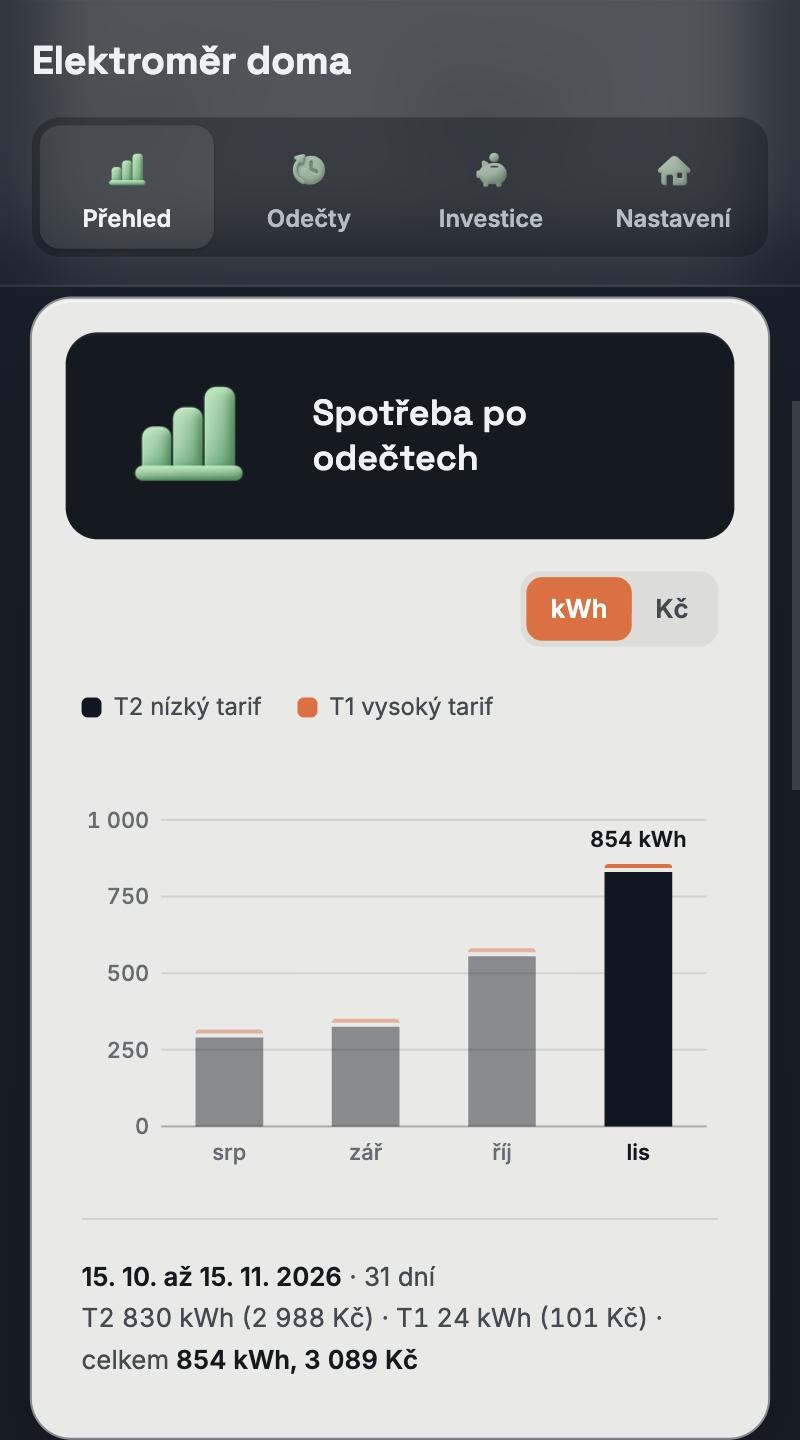 Elektroměr doma
Přehled
Odečty
Investice
Nastavení
Spotřeba po
odečtech
kWh
Kč
T2 nízký tarif
T1 vysoký tarif
1 000
854 kWh
750
500
250
0
srp
zář
říj
lis
15. 10. až 15. 11. 2026 · 31 dní
T2 830 kWh (2 988 Kč) · T1 24 kWh (101 Kč) ·
celkem 854 kWh, 3 089 Kč